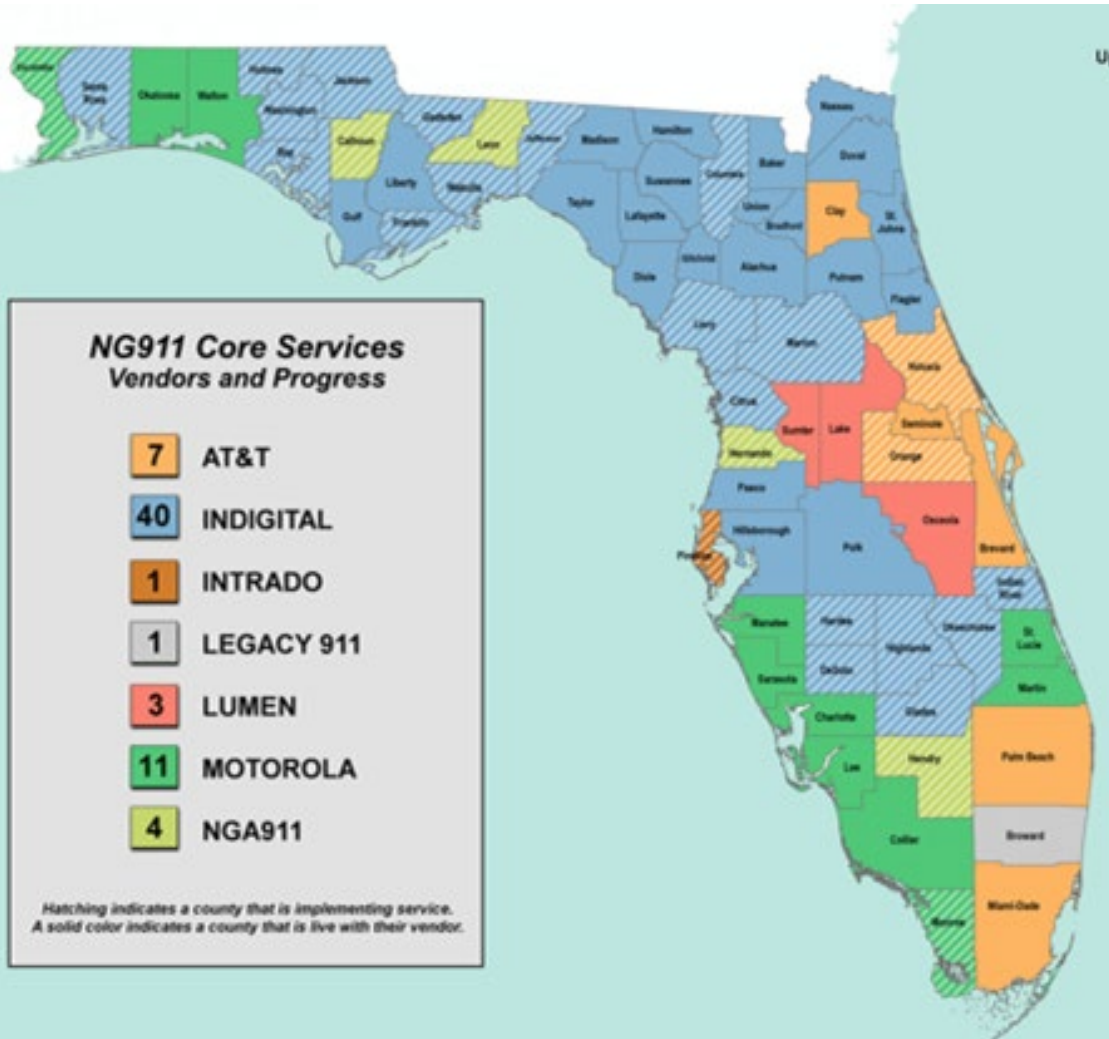 Up
Escambia
Santa Rosa
Okaloosa
Walton
Holmes
Jackson
Washington
Bay
Calhoun
Gadsden
Leon
Jefferson
Madison
Hamilton
Nassau
Duval
Baker
Columbia
Suwannee
Liberty
Wakulla
Gulf
Franklin
Taylor
Lafayette
Union
Bradford
Clay
St. Johns
Gilchrist
Alachua
Putnam
Dixie
Flagler
Levy
Marion
Volusia
Citrus
Sumter
Lake
Seminole
Hernando
Orange
Pasco
Hillsborough
Polk
Osceola
Brevard
Pinellas
Indian River
Manatee
Hardee
Okeechobee
Highlands
St. Lucie
DeSoto
Sarasota
Martin
Charlotte
Glades
Lee
Hendry
Palm Beach
Collier
Broward
Monroe
Miami-Dade
NG911 Core Services
Vendors and Progress
7 AT&T
40 INDIGITAL
1 INTRADO
1 LEGACY 911
3 LUMEN
11 MOTOROLA
4 NGA911
Hatching indicates a county that is implementing service.
A solid color indicates a county that is live with their vendor.